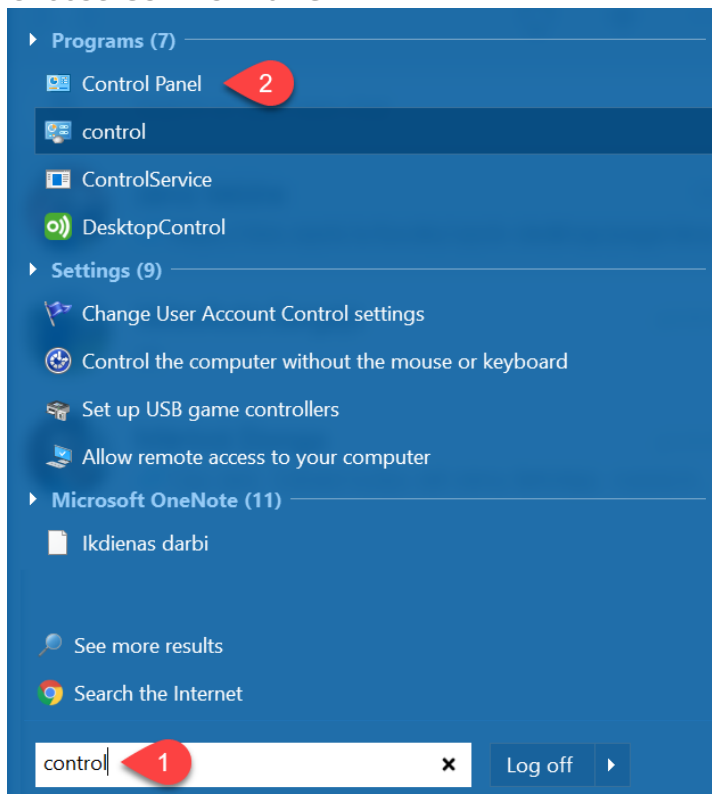 Programs (7)
Control Panel 2
control
ControlService
DesktopControl
Settings (9)
Change User Account Control settings
Control the computer without the mouse or keyboard
Set up USB game controllers
Allow remote access to your computer
Microsoft OneNote (11)
Ikdienas darbi
See more results
Search the Internet
control 1 × Log off